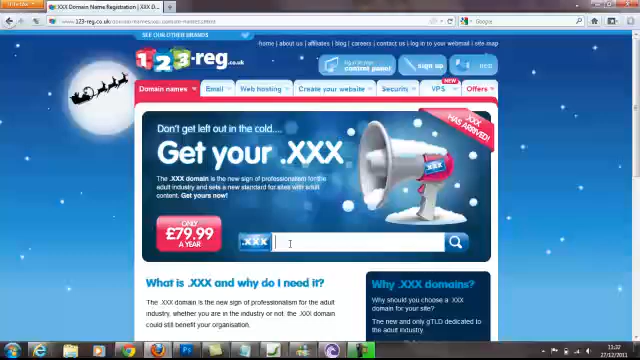 .XXX Domain Name Registration | .XXX D...
www.123-reg.co.uk
Google
SEE OUR OTHER BRANDS
home | about us | affiliates | blog | careers | contact us | log in to your webmail | site map
123-reg.co.uk
control panel
sign up
NEW
Domain names
Email
Web hosting
Create your website
Security
VPS
Offers
.XXX
HAS ARRIVED!
Don't get left out in the cold....
Get your .XXX
.XXX
The .XXX domain is the new sign of professionalism for the
adult industry and sets a new standard for sites with adult
content. Get yours now!
ONLY
£79.99
A YEAR
.XXX
What is .XXX and why do I need it?
The .XXX domain is the new sign of professionalism for the adult
industry, whether you are in the industry or not, the .XXX domain
could still benefit your organisation.
Why .XXX domains?
Why should you choose a .XXX
domain for your site?
The new and only gTLD dedicated to
the adult industry.
11:37
27/12/2011